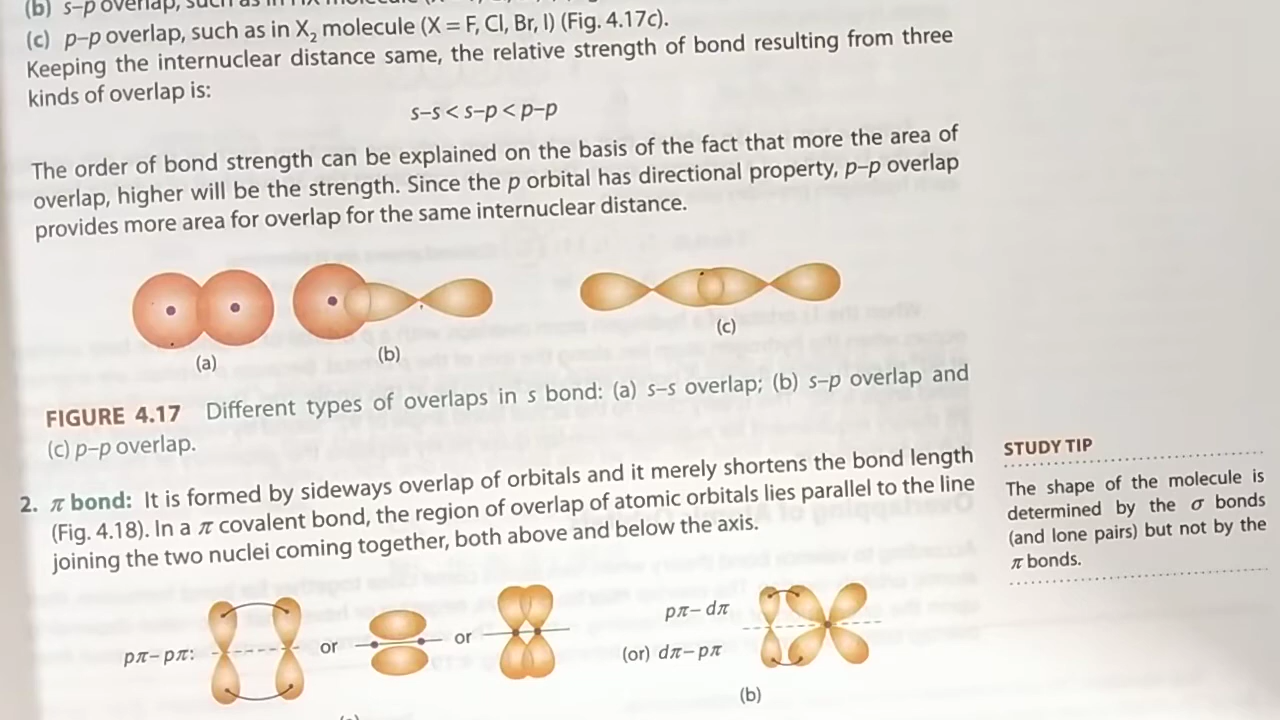 (b) s–p overlap, such as in HX molecule
(c) p–p overlap, such as in X₂ molecule (X = F, Cl, Br, I) (Fig. 4.17c).
Keeping the internuclear distance same, the relative strength of bond resulting from three
kinds of overlap is:
s–s < s–p < p–p
The order of bond strength can be explained on the basis of the fact that more the area of
overlap, higher will be the strength. Since the p orbital has directional property, p–p overlap
provides more area for overlap for the same internuclear distance.
(a)
(b)
(c)
FIGURE 4.17 Different types of overlaps in s bond: (a) s–s overlap; (b) s–p overlap and
(c) p–p overlap.
2. π bond: It is formed by sideways overlap of orbitals and it merely shortens the bond length
(Fig. 4.18). In a π covalent bond, the region of overlap of atomic orbitals lies parallel to the line
joining the two nuclei coming together, both above and below the axis.
STUDY TIP
The shape of the molecule is
determined by the σ bonds
(and lone pairs) but not by the
π bonds.
pπ–pπ:
or
or
pπ–dπ
(or) dπ–pπ
(b)